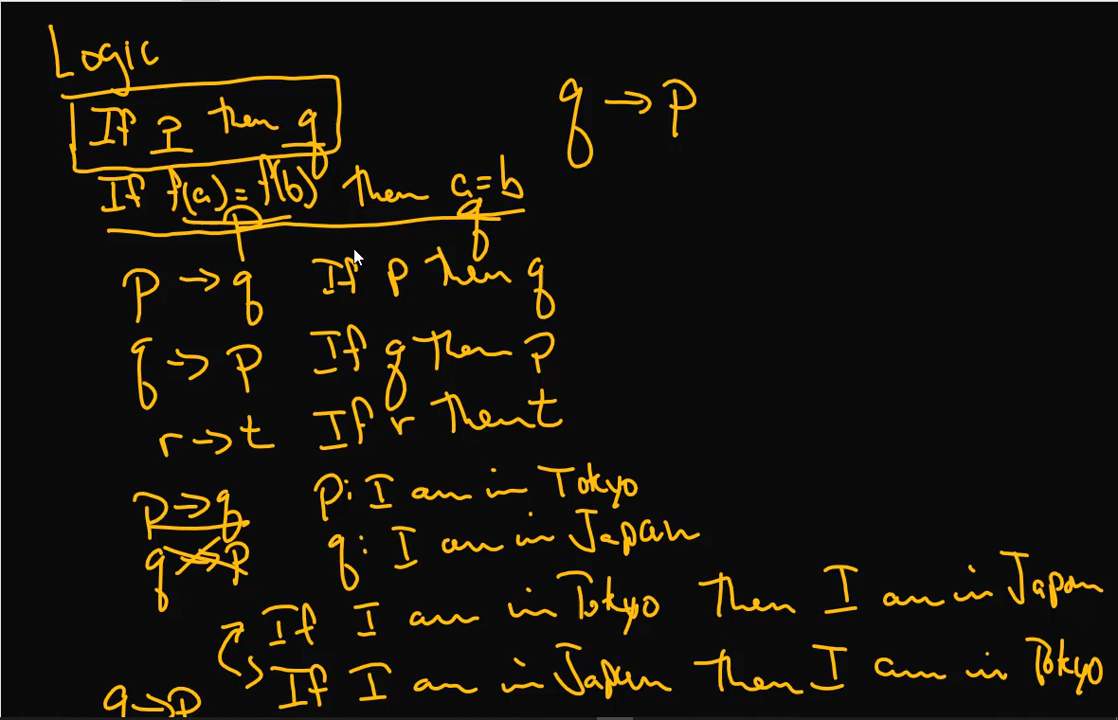 Logic
If P then q
q → P
If f(a) = f(b) then a = b
P q
P → q If p then q
q → P If q then P
r → t If r then t
P → q p: I am in Tokyo
q → P q: I am in Japan
If I am in Tokyo then I am in Japan
If I am in Japan then I am in Tokyo
q → P